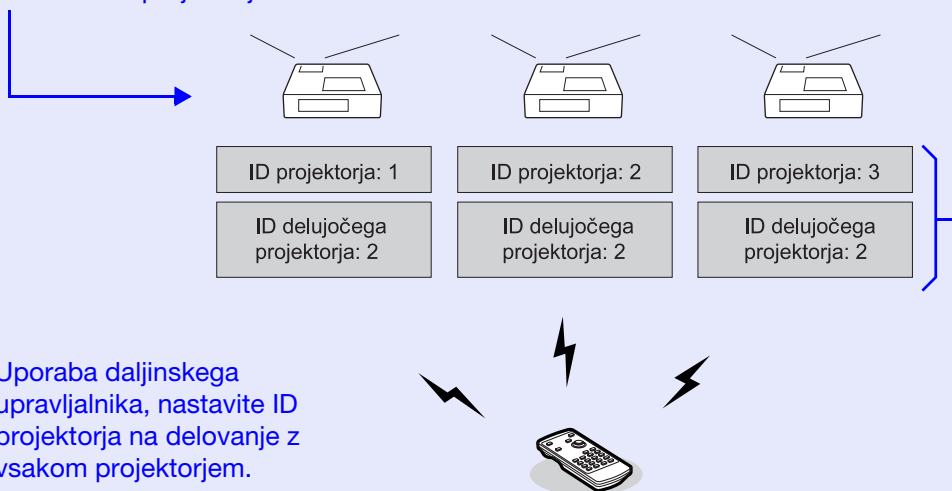 ID projektorja: 1
ID projektorja: 2
ID projektorja: 3
ID delujočega
projektorja: 2
ID delujočega
projektorja: 2
ID delujočega
projektorja: 2
Uporaba daljinskega
upravljalnika, nastavite ID
projektorja na delovanje z
vsakom projektorjem.